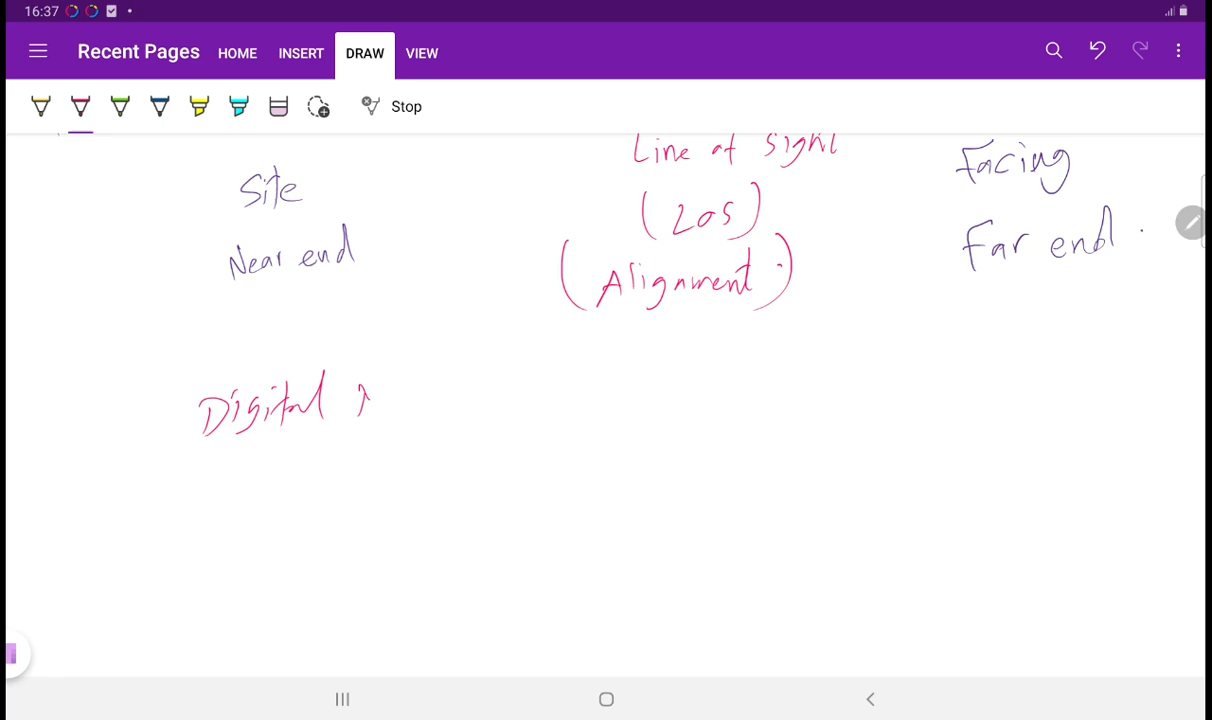 16:37
Recent Pages HOME INSERT DRAW VIEW
Stop
Line of Sight
Facing
Site
(LOS)
Far end .
Near end
(Alignment)
Digital